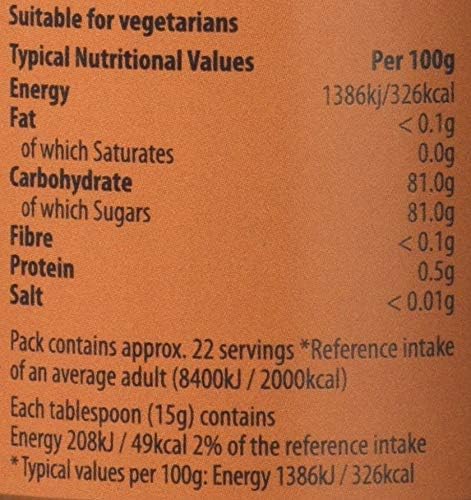 Suitable for vegetarians
Typical Nutritional Values Per 100g
Energy 1386kj/326kcal
Fat < 0.1g
of which Saturates 0.0g
Carbohydrate 81.0g
of which Sugars 81.0g
Fibre < 0.1g
Protein 0.5g
Salt < 0.01g
Pack contains approx. 22 servings *Reference intake
of an average adult (8400kJ / 2000kcal)
Each tablespoon (15g) contains
Energy 208kJ / 49kcal 2% of the reference intake
*Typical values per 100g: Energy 1386kJ / 326kcal